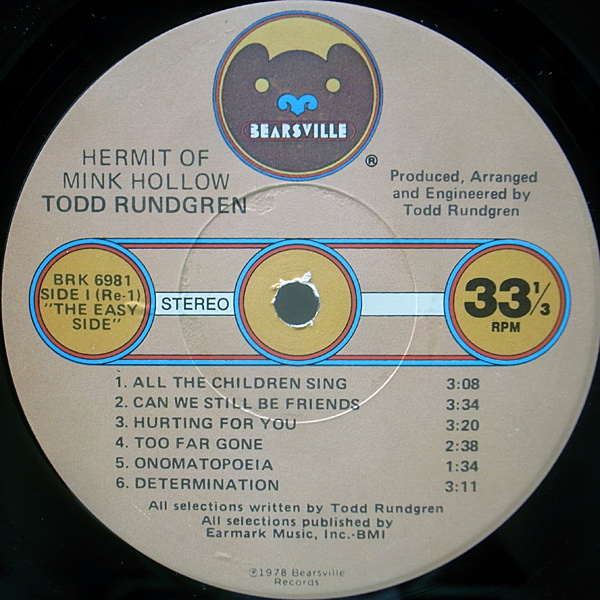 BEARSVILLE
®
HERMIT OF
MINK HOLLOW
TODD RUNDGREN
Produced, Arranged
and Engineered by
Todd Rundgren
BRK 6981
SIDE I (Re-1)
"THE EASY
SIDE"
STEREO
33 1/3
RPM
1. ALL THE CHILDREN SING 3:08
2. CAN WE STILL BE FRIENDS 3:34
3. HURTING FOR YOU 3:20
4. TOO FAR GONE 2:38
5. ONOMATOPOEIA 1:34
6. DETERMINATION 3:11
All selections written by Todd Rundgren
All selections published by
Earmark Music, Inc.-BMI
℗1978 Bearsville
Records